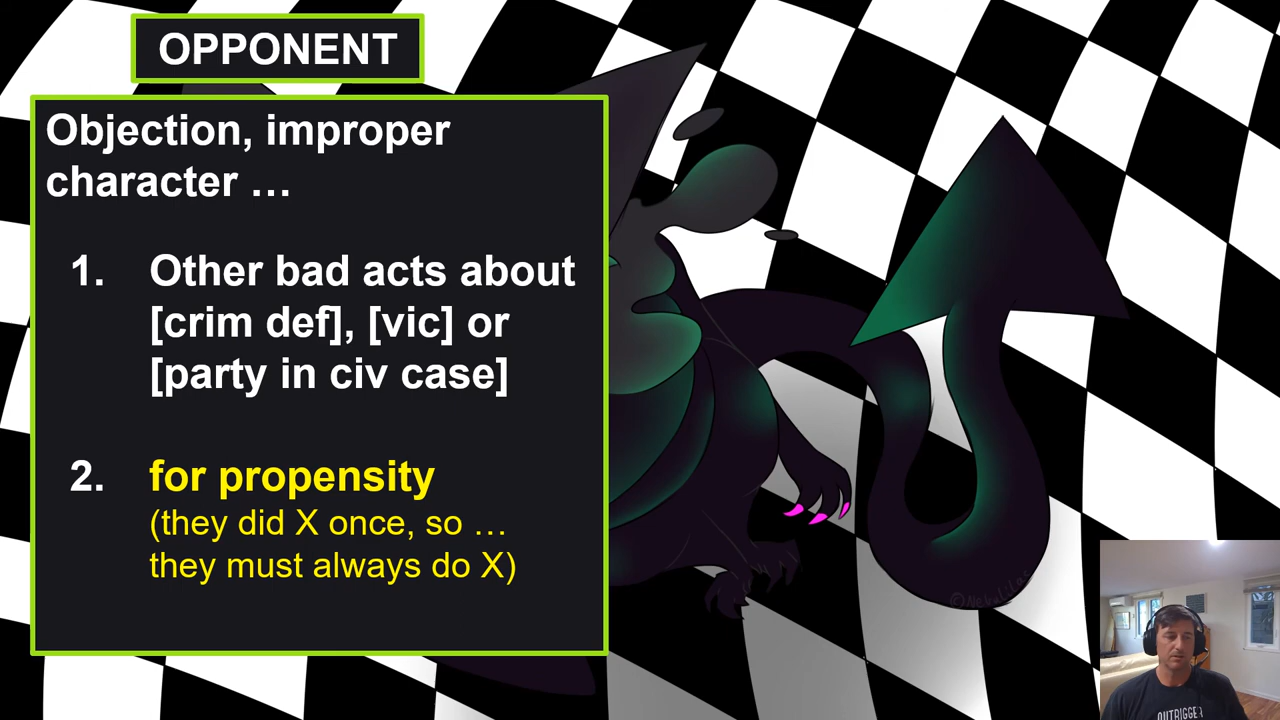 OPPONENT
Objection, improper
character …
1. Other bad acts about
[crim def], [vic] or
[party in civ case]
2. for propensity
(they did X once, so …
they must always do X)
OUTRIGGER